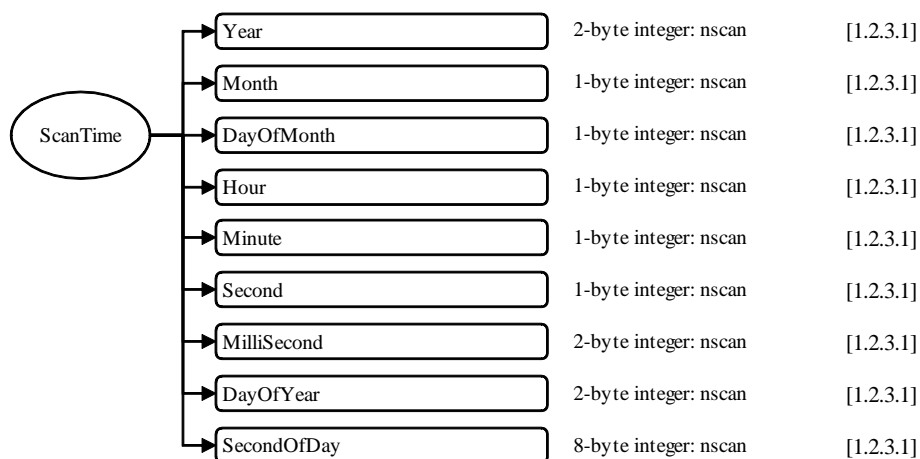 Year 2-byte integer: nscan [1.2.3.1]
Month 1-byte integer: nscan [1.2.3.1]
ScanTime DayOfMonth 1-byte integer: nscan [1.2.3.1]
Hour 1-byte integer: nscan [1.2.3.1]
Minute 1-byte integer: nscan [1.2.3.1]
Second 1-byte integer: nscan [1.2.3.1]
MilliSecond 2-byte integer: nscan [1.2.3.1]
DayOfYear 2-byte integer: nscan [1.2.3.1]
SecondOfDay 8-byte integer: nscan [1.2.3.1]